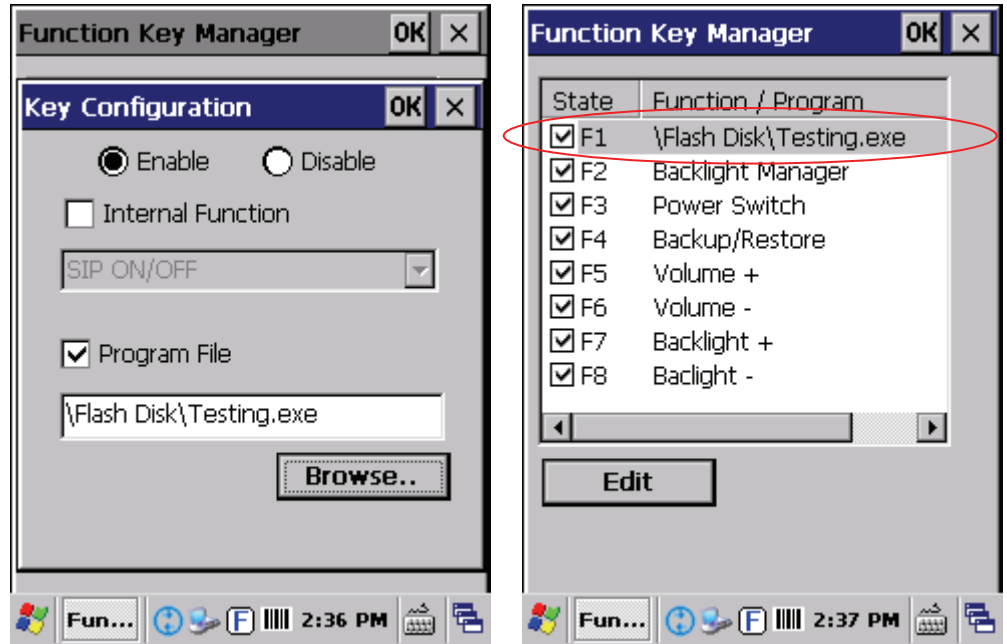 Function Key Manager OK ×
Key Configuration OK ×
Enable Disable
Internal Function
SIP ON/OFF
Program File
\Flash Disk\Testing.exe
Browse..
Fun... F 2:36 PM
Function Key Manager OK ×
State Function / Program
F1 \Flash Disk\Testing.exe
F2 Backlight Manager
F3 Power Switch
F4 Backup/Restore
F5 Volume +
F6 Volume -
F7 Backlight +
F8 Baclight -
Edit
Fun... F 2:37 PM